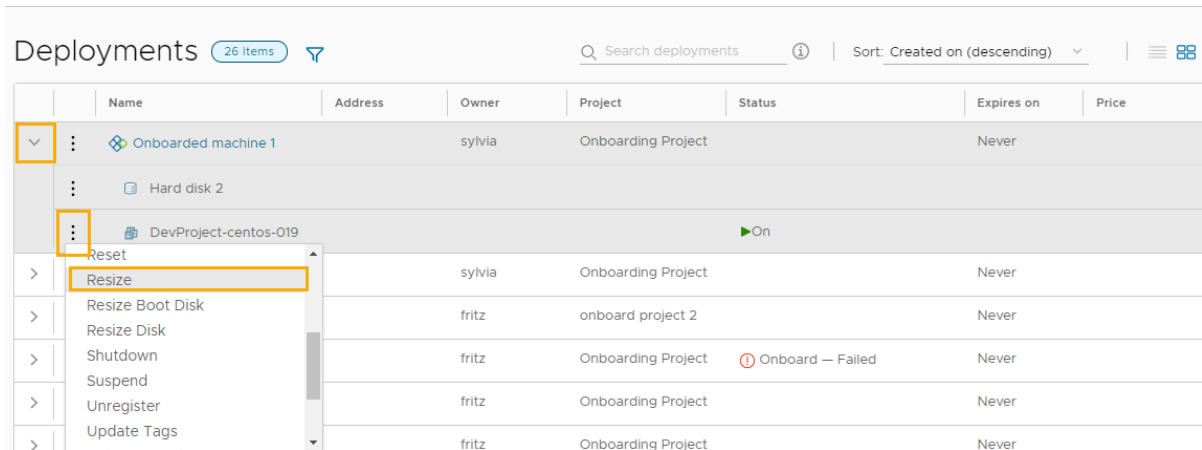 Deployments 26 Items Search deployments Sort: Created on (descending)
Name Address Owner Project Status Expires on Price
Onboarded machine 1 sylvia Onboarding Project Never
Hard disk 2
DevProject-centos-019 On
Reset
Resize sylvia Onboarding Project Never
Resize Boot Disk
fritz onboard project 2 Never
Resize Disk
Shutdown fritz Onboarding Project Onboard — Failed Never
Suspend
Unregister fritz Onboarding Project Never
Update Tags
fritz Onboarding Project Never